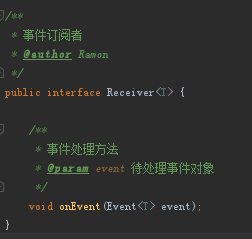 /**
 * 事件订阅者
 * @author Ramon
 */
public interface Receiver<T> {
/**
 * 事件处理方法
 * @param event 待处理事件对象
 */
void onEvent(Event<T> event);
}